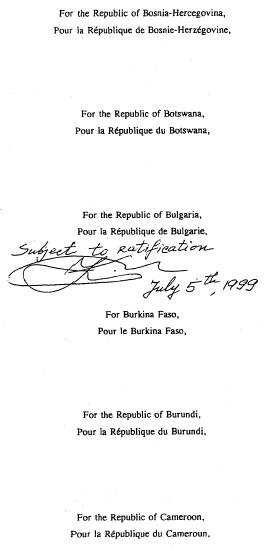 For the Republic of Bosnia-Hercegovina,
Pour la République de Bosnie-Herzégovine,
For the Republic of Botswana,
Pour la République du Botswana,
For the Republic of Bulgaria,
Pour la République de Bulgarie,
Subject to ratification
July 5th, 1999
For Burkina Faso,
Pour le Burkina Faso,
For the Republic of Burundi,
Pour la République du Burundi,
For the Republic of Cameroon,
Pour la République du Cameroun,